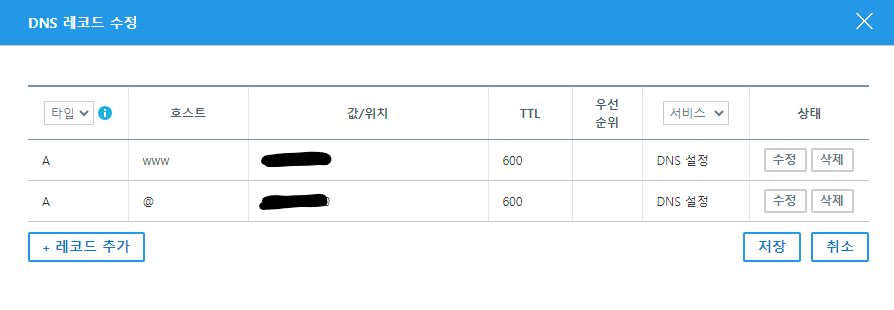 DNS 레코드 수정
타입 호스트 값/위치 TTL 우선 순위 서비스 상태
A www 600 DNS 설정 수정 삭제
A @ 600 DNS 설정 수정 삭제
+ 레코드 추가 저장 취소